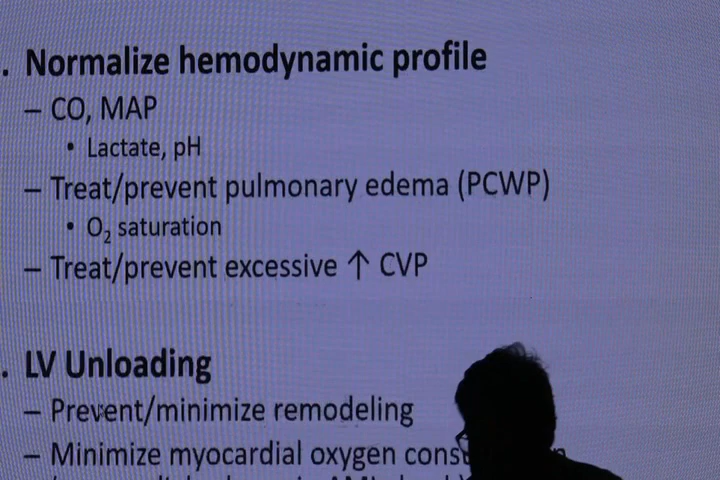 . Normalize hemodynamic profile
– CO, MAP
• Lactate, pH
– Treat/prevent pulmonary edema (PCWP)
• O₂ saturation
– Treat/prevent excessive ↑ CVP
. LV Unloading
– Prevent/minimize remodeling
– Minimize myocardial oxygen